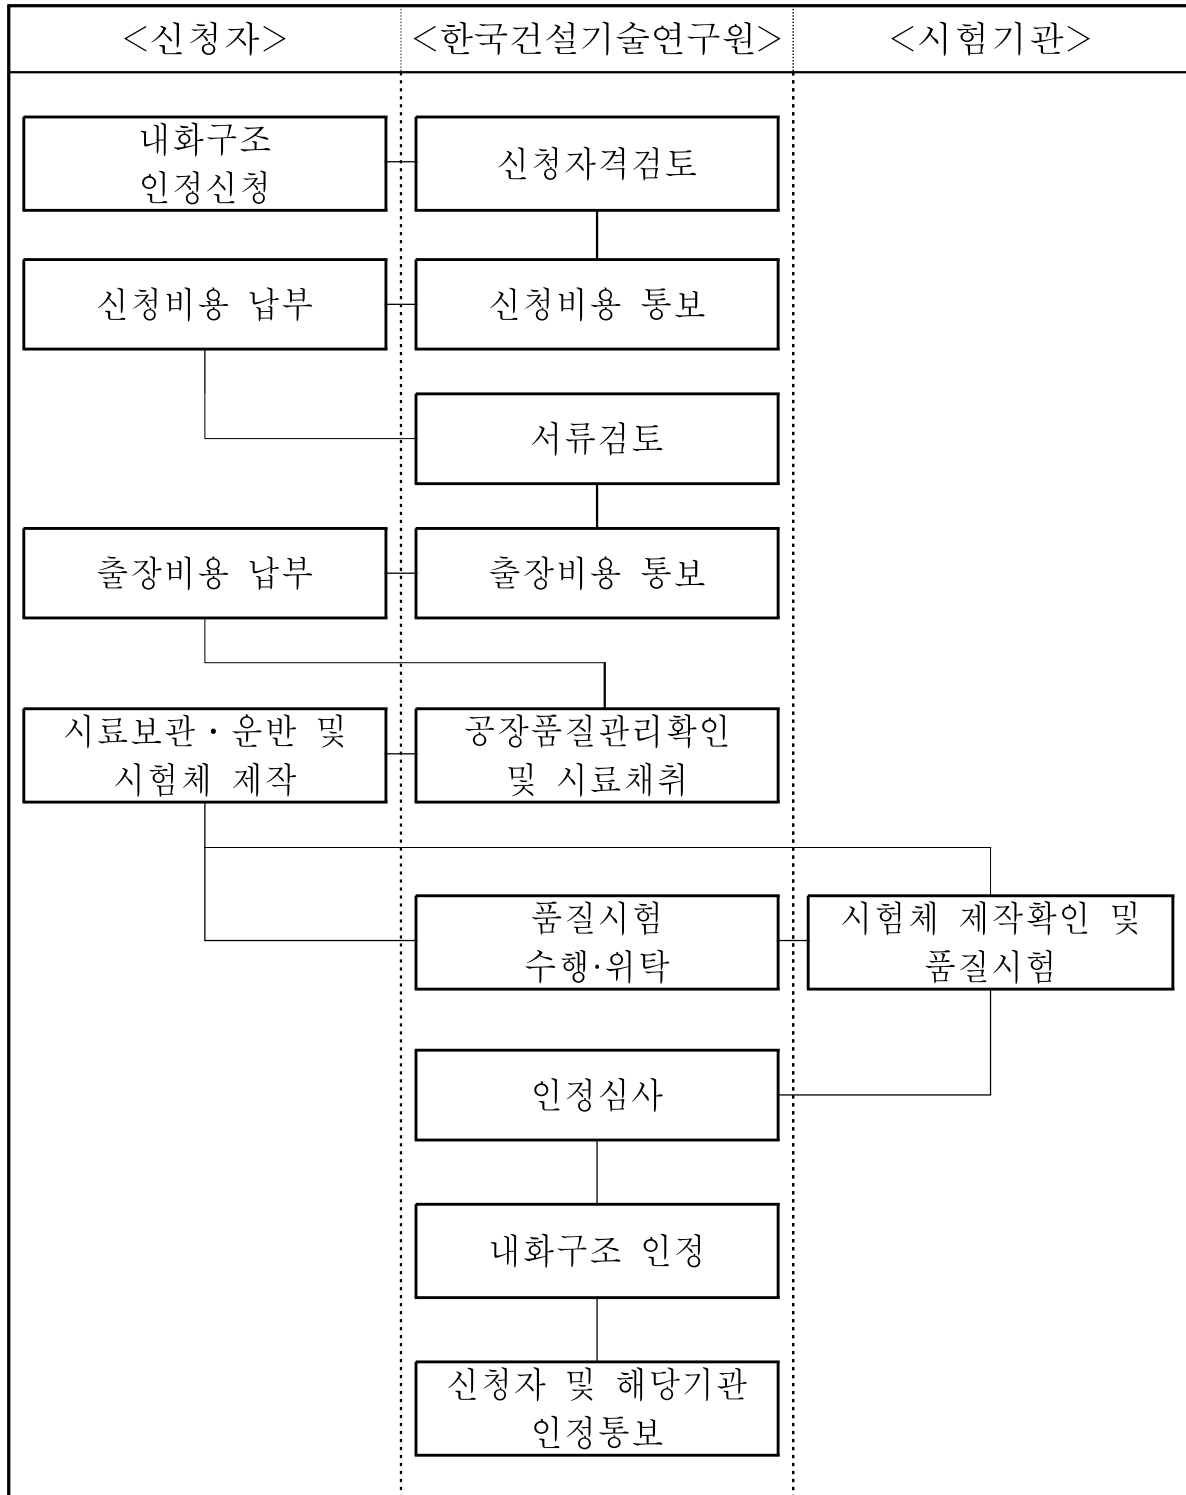 <신청자>
<한국건설기술연구원>
<시험기관>
내화구조
인정신청
신청자격검토
신청비용 납부
신청비용 통보
서류검토
출장비용 납부
출장비용 통보
시료보관·운반 및
시험체 제작
공장품질관리확인
및 시료채취
품질시험
수행·위탁
시험체 제작확인 및
품질시험
인정심사
내화구조 인정
신청자 및 해당기관
인정통보